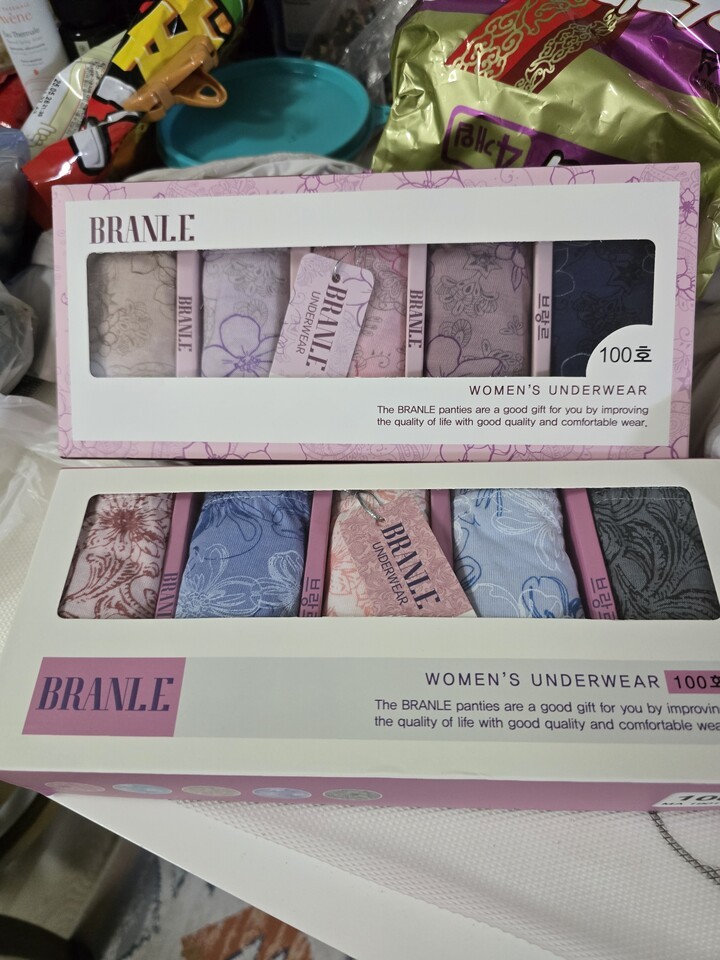 BRANLE
BRANLE
BRANLE
UNDERWEAR
BRANLE
브랑르
100호
WOMEN'S UNDERWEAR
The BRANLE panties are a good gift for you by improving
the quality of life with good quality and comfortable wear.
BRANLE
UNDERWEAR
브랑르
BRANLE
WOMEN'S UNDERWEAR 100호
The BRANLE panties are a good gift for you by improvin
the quality of life with good quality and comfortable wea